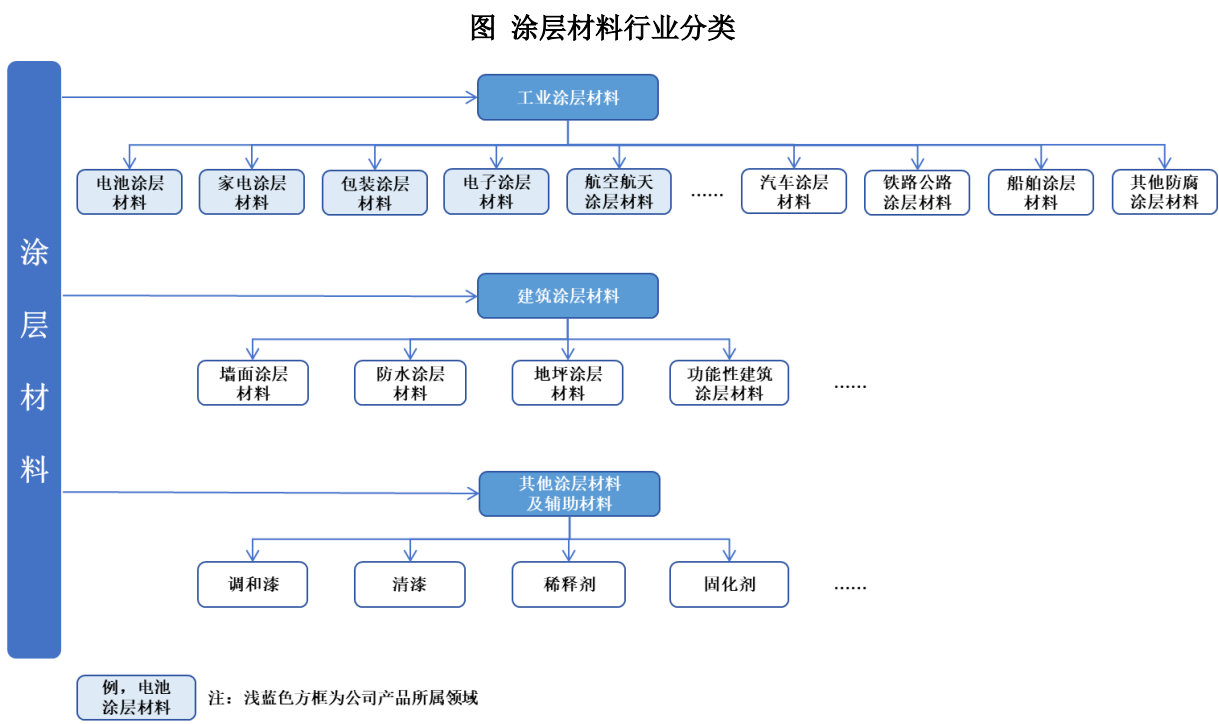 图 涂层材料行业分类
涂
层
材
料
工业涂层材料
电池涂层
材料
家电涂层
材料
包装涂层
材料
电子涂层
材料
航空航天
涂层材料
......
汽车涂层
材料
铁路公路
涂层材料
船舶涂层
材料
其他防腐
涂层材料
建筑涂层材料
墙面涂层
材料
防水涂层
材料
地坪涂层
材料
功能性建筑
涂层材料
......
其他涂层材料
及辅助材料
调和漆
清漆
稀释剂
固化剂
......
例，电池
涂层材料
注：浅蓝色方框为公司产品所属领域